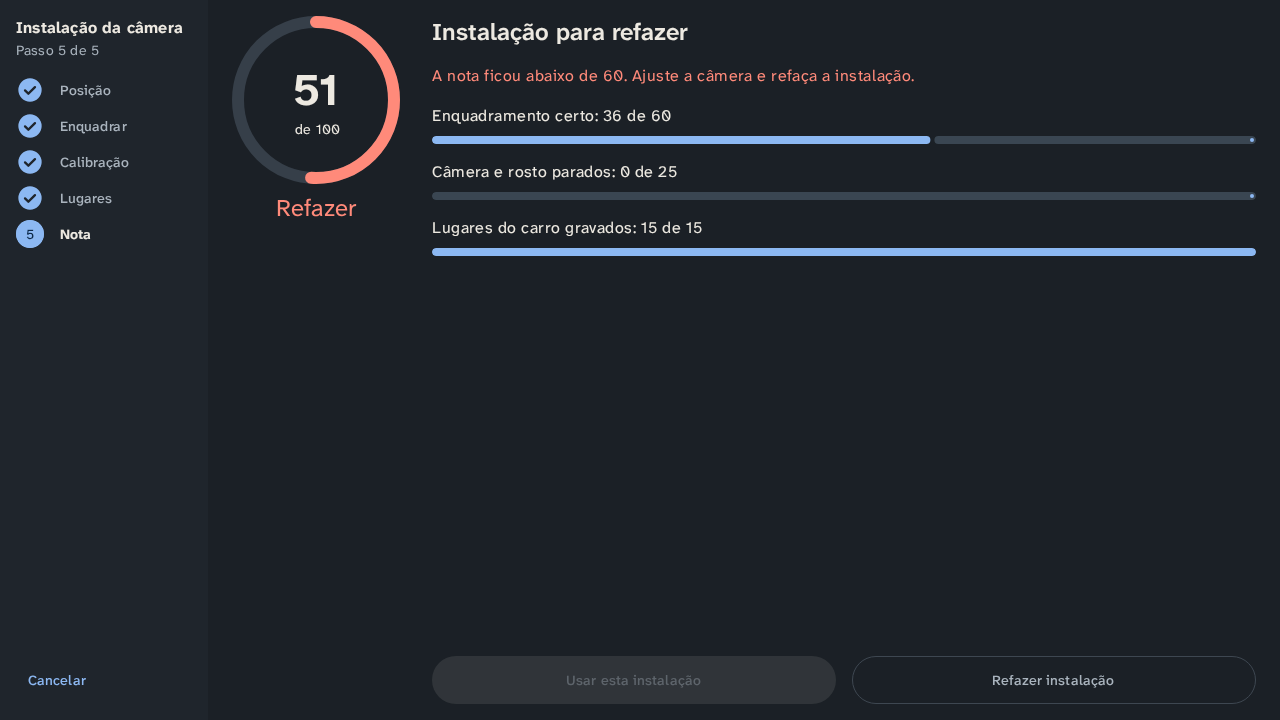 Instalação da câmera
Passo 5 de 5
Posição
Enquadrar
Calibração
Lugares
5 Nota
Cancelar
51
de 100
Refazer
Instalação para refazer
A nota ficou abaixo de 60. Ajuste a câmera e refaça a instalação.
Enquadramento certo: 36 de 60
Câmera e rosto parados: 0 de 25
Lugares do carro gravados: 15 de 15
Usar esta instalação
Refazer instalação